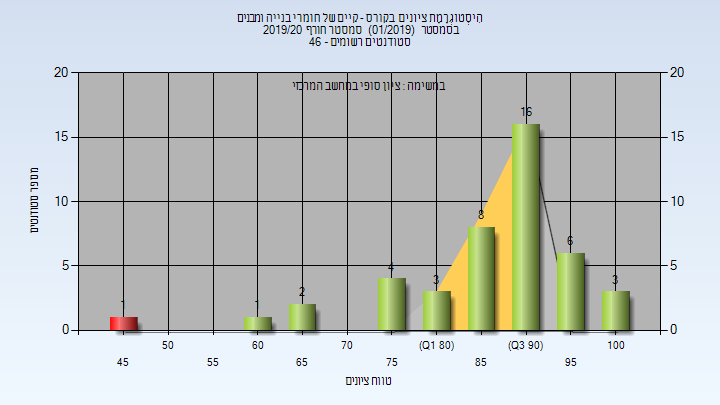 היסטוגרמת ציונים בקורס - קיים של חומרי בנייה ומבנים
בסמסטר (01/2019) סמסטר חורף 2019/20
סטודנטים רשומים - 46
במשימה : ציון סופי במחשב המרכזי
20 20
15 15
10 10
5 5
0 0
מספר סטודנטים
1 1 2 4 3 8 16 6 3
50 60 70 (Q1 80) (Q3 90) 100
45 55 65 75 85 95
טווח ציונים